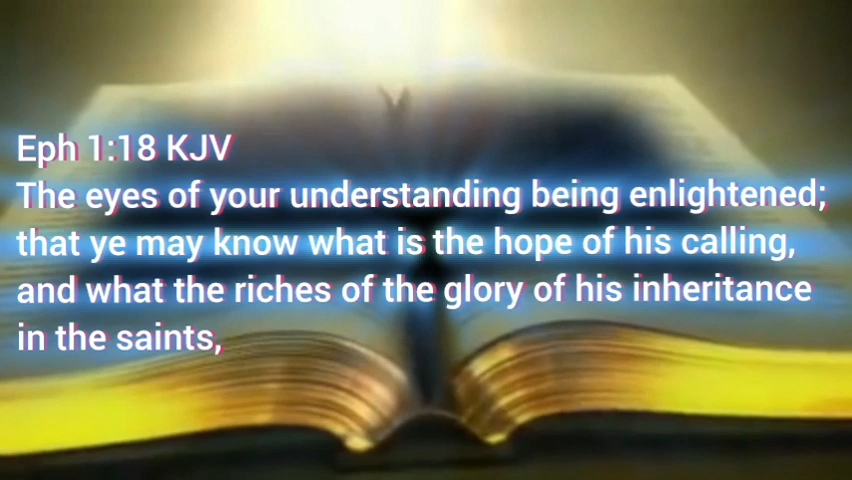 Eph 1:18 KJV
The eyes of your understanding being enlightened;
that ye may know what is the hope of his calling,
and what the riches of the glory of his inheritance
in the saints,